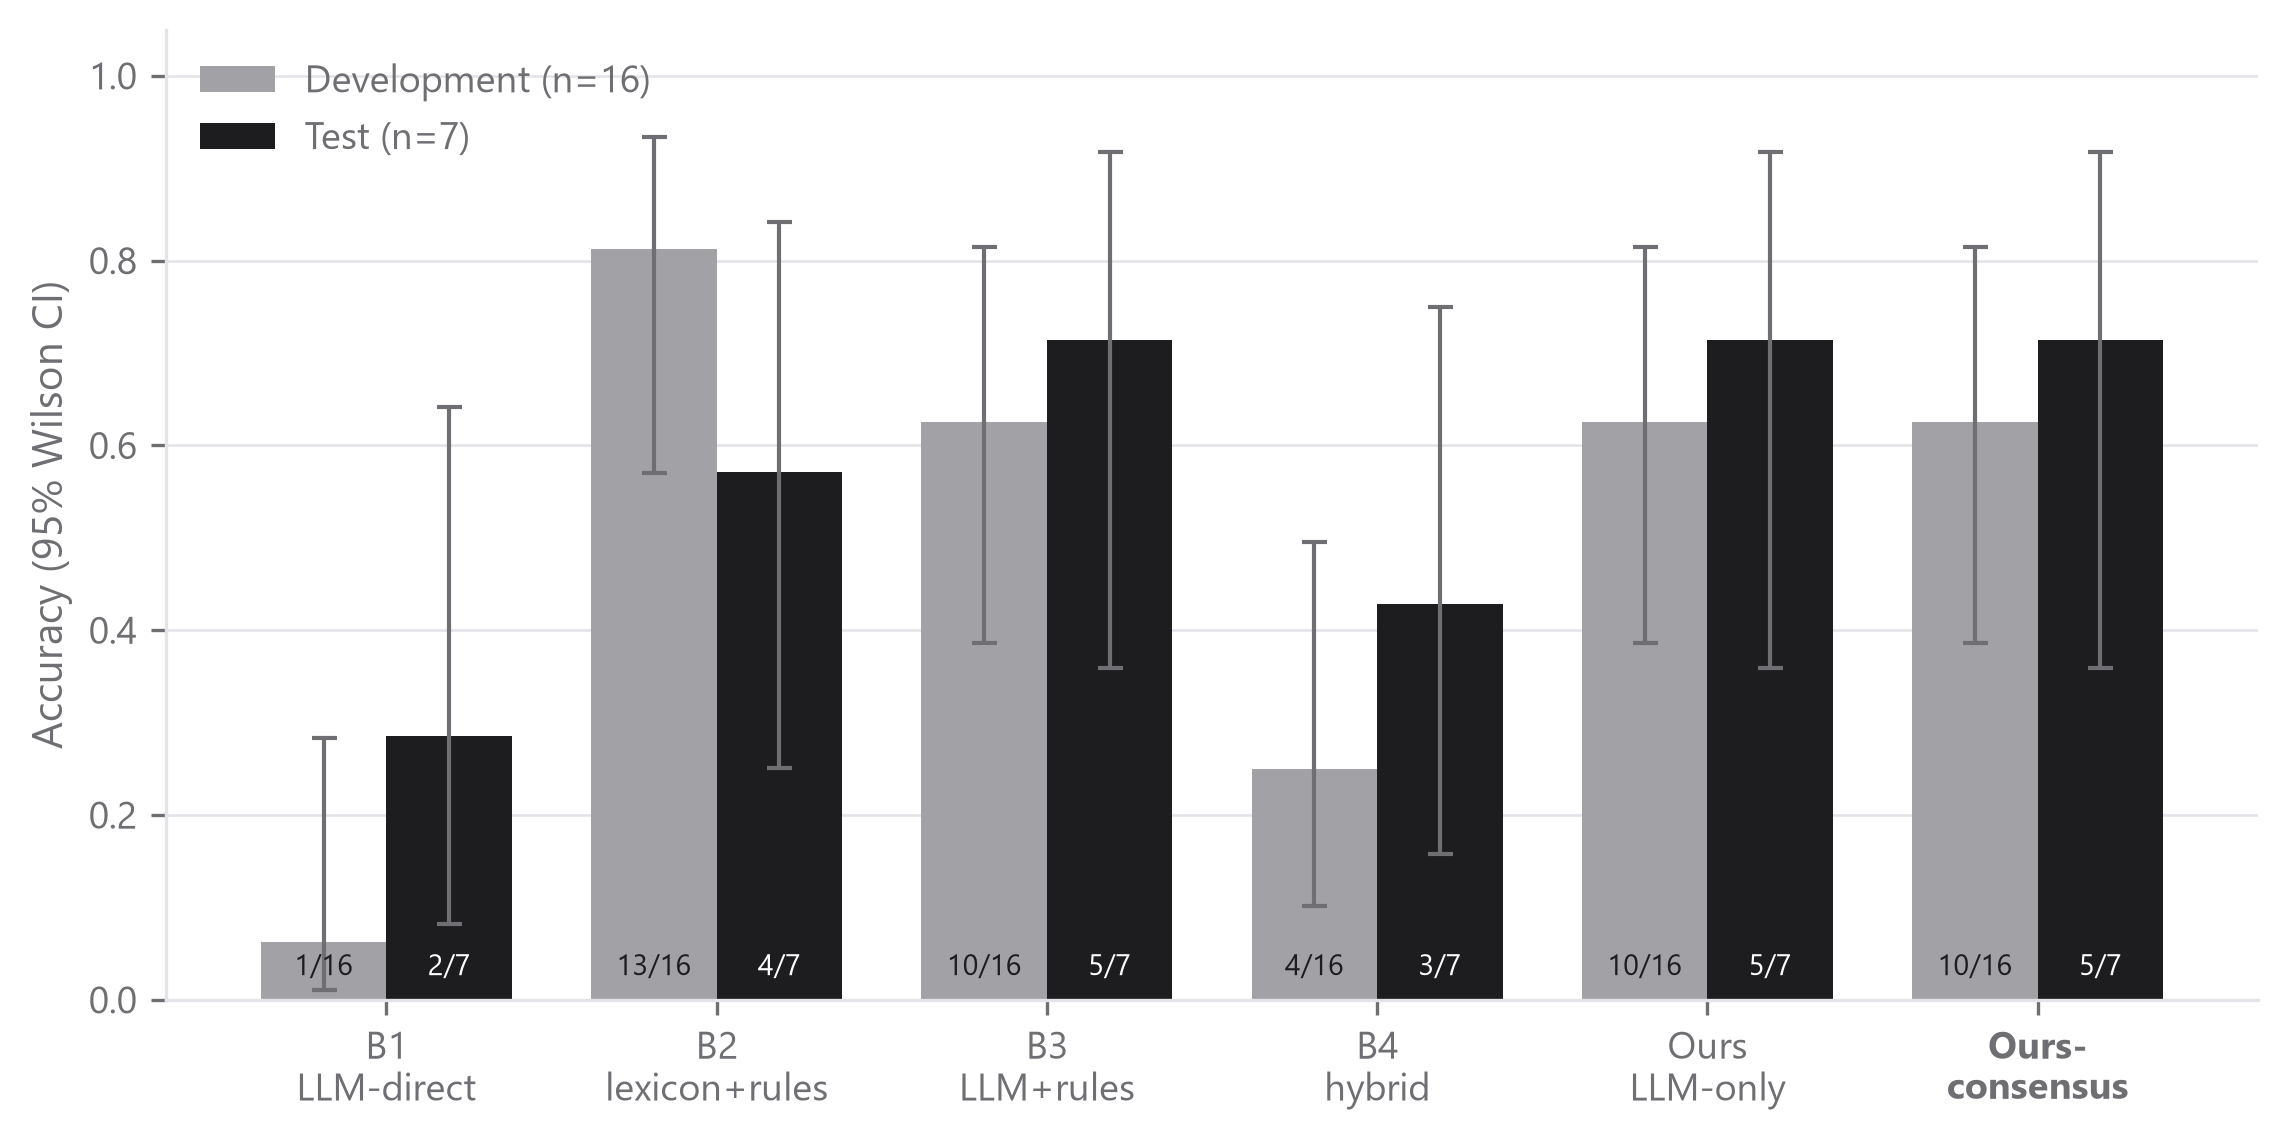 Development (n=16)
Test (n=7)
Accuracy (95% Wilson CI)
1.0
0.8
0.6
0.4
0.2
0.0
1/16 2/7 13/16 4/7 10/16 5/7 4/16 3/7 10/16 5/7 10/16 5/7
B1
LLM-direct
B2
lexicon+rules
B3
LLM+rules
B4
hybrid
Ours
LLM-only
Ours-
consensus